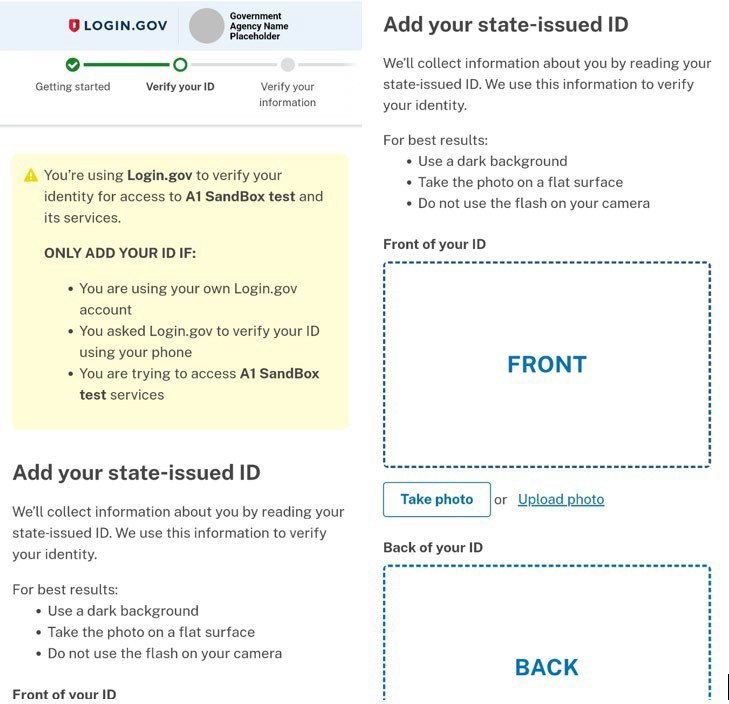 LOGIN.GOV
Government
Agency Name
Placeholder
Getting started
Verify your ID
Verify your
information
You’re using Login.gov to verify your
identity for access to A1 SandBox test and
its services.
ONLY ADD YOUR ID IF:
• You are using your own Login.gov
account
• You asked Login.gov to verify your ID
using your phone
• You are trying to access A1 SandBox
test services
Add your state-issued ID
We’ll collect information about you by reading your
state-issued ID. We use this information to verify
your identity.
For best results:
• Use a dark background
• Take the photo on a flat surface
• Do not use the flash on your camera
Front of your ID
Add your state-issued ID
We’ll collect information about you by reading your
state-issued ID. We use this information to verify
your identity.
For best results:
• Use a dark background
• Take the photo on a flat surface
• Do not use the flash on your camera
Front of your ID
FRONT
Take photo or Upload photo
Back of your ID
BACK